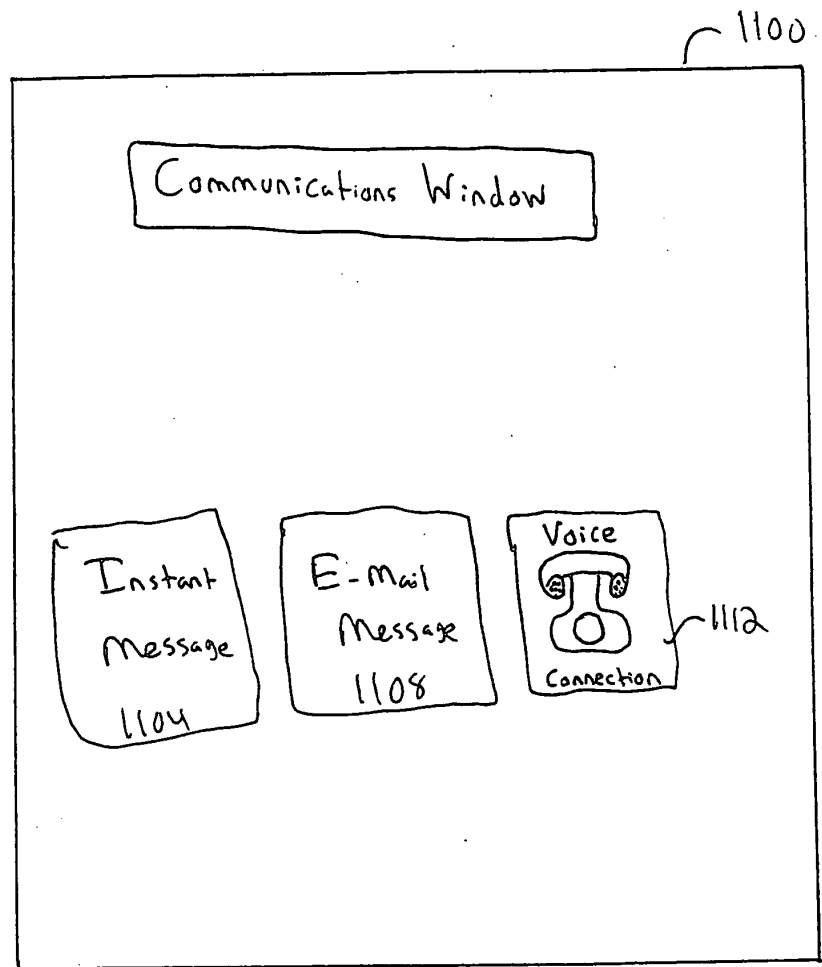 1100
Communications Window
Instant
Message
1104
E-Mail
Message
1108
Voice
Connection
1112